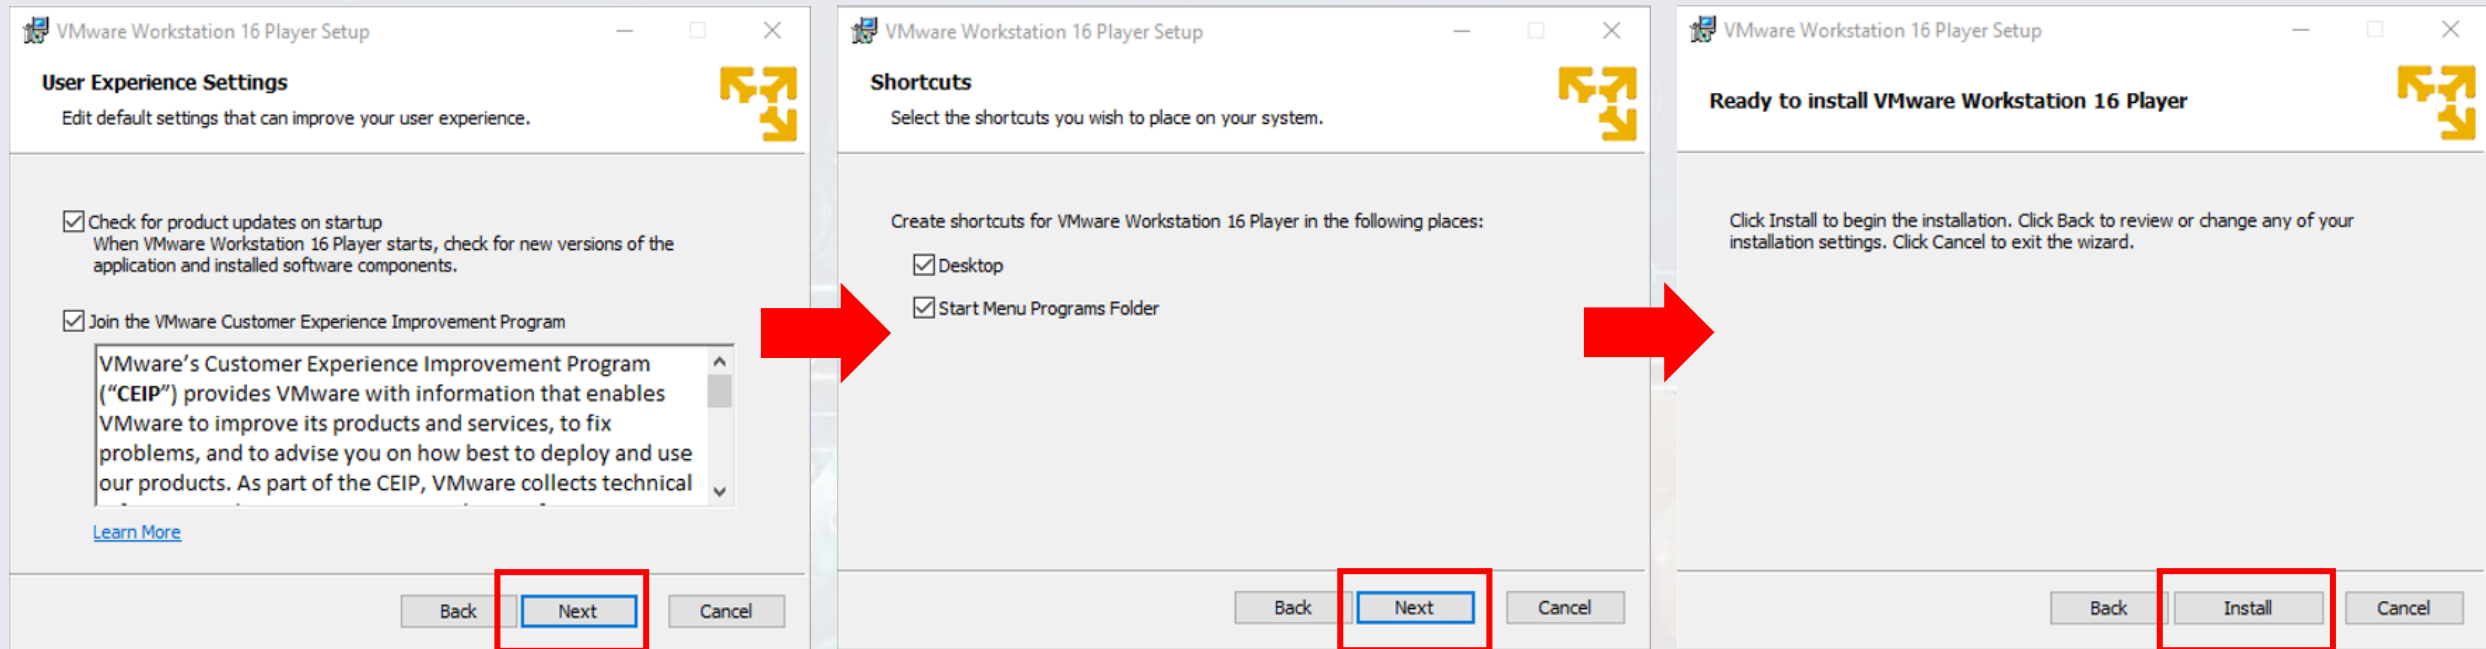 VMware Workstation 16 Player Setup
User Experience Settings
Edit default settings that can improve your user experience.
Check for product updates on startup
When VMware Workstation 16 Player starts, check for new versions of the
application and installed software components.
Join the VMware Customer Experience Improvement Program
VMware’s Customer Experience Improvement Program
(“CEIP”) provides VMware with information that enables
VMware to improve its products and services, to fix
problems, and to advise you on how best to deploy and use
our products. As part of the CEIP, VMware collects technical
Learn More
Back Next Cancel
VMware Workstation 16 Player Setup
Shortcuts
Select the shortcuts you wish to place on your system.
Create shortcuts for VMware Workstation 16 Player in the following places:
Desktop
Start Menu Programs Folder
Back Next Cancel
VMware Workstation 16 Player Setup
Ready to install VMware Workstation 16 Player
Click Install to begin the installation. Click Back to review or change any of your
installation settings. Click Cancel to exit the wizard.
Back Install Cancel